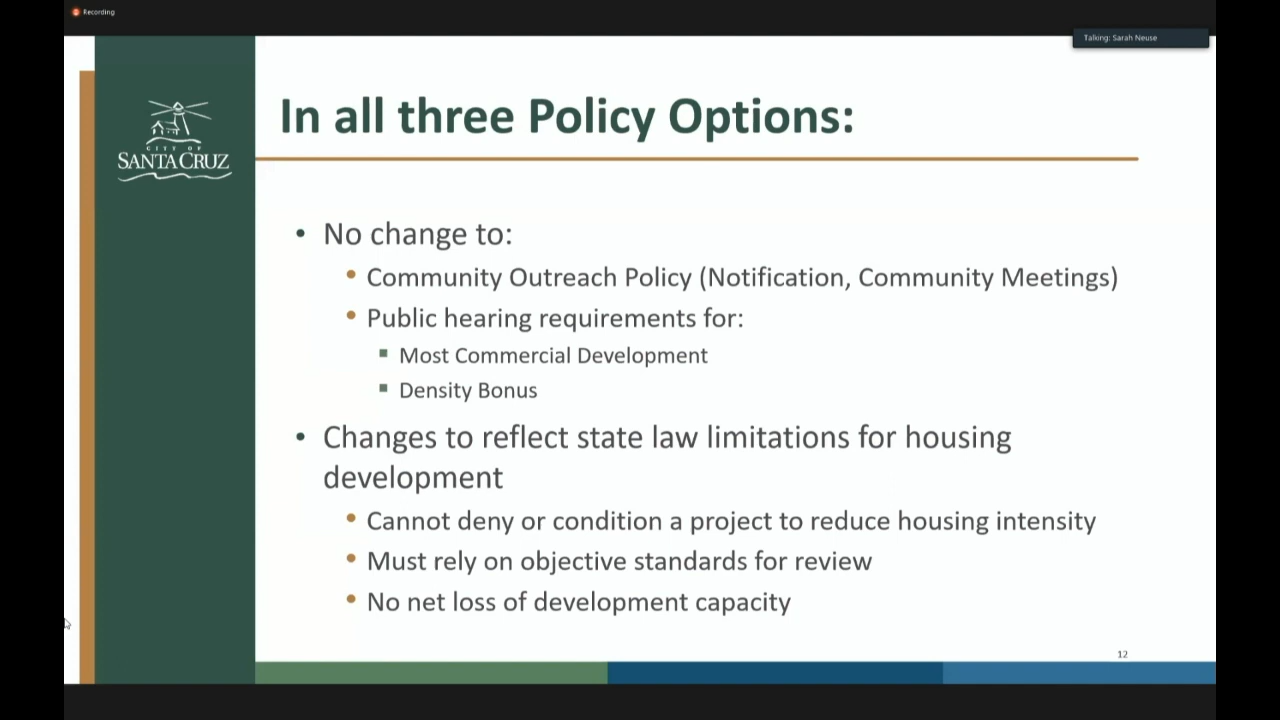 Recording
Talking: Sarah Neuse
In all three Policy Options:
CITY OF
SANTA CRUZ
• No change to:
• Community Outreach Policy (Notification, Community Meetings)
• Public hearing requirements for:
▪ Most Commercial Development
▪ Density Bonus
• Changes to reflect state law limitations for housing
development
• Cannot deny or condition a project to reduce housing intensity
• Must rely on objective standards for review
• No net loss of development capacity
12